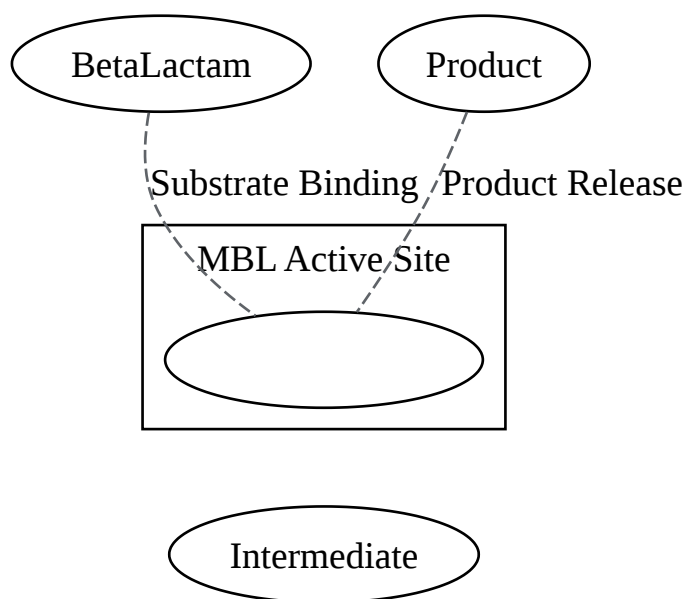 BetaLactam
Product
Substrate Binding
Product Release
MBL Active Site
Intermediate